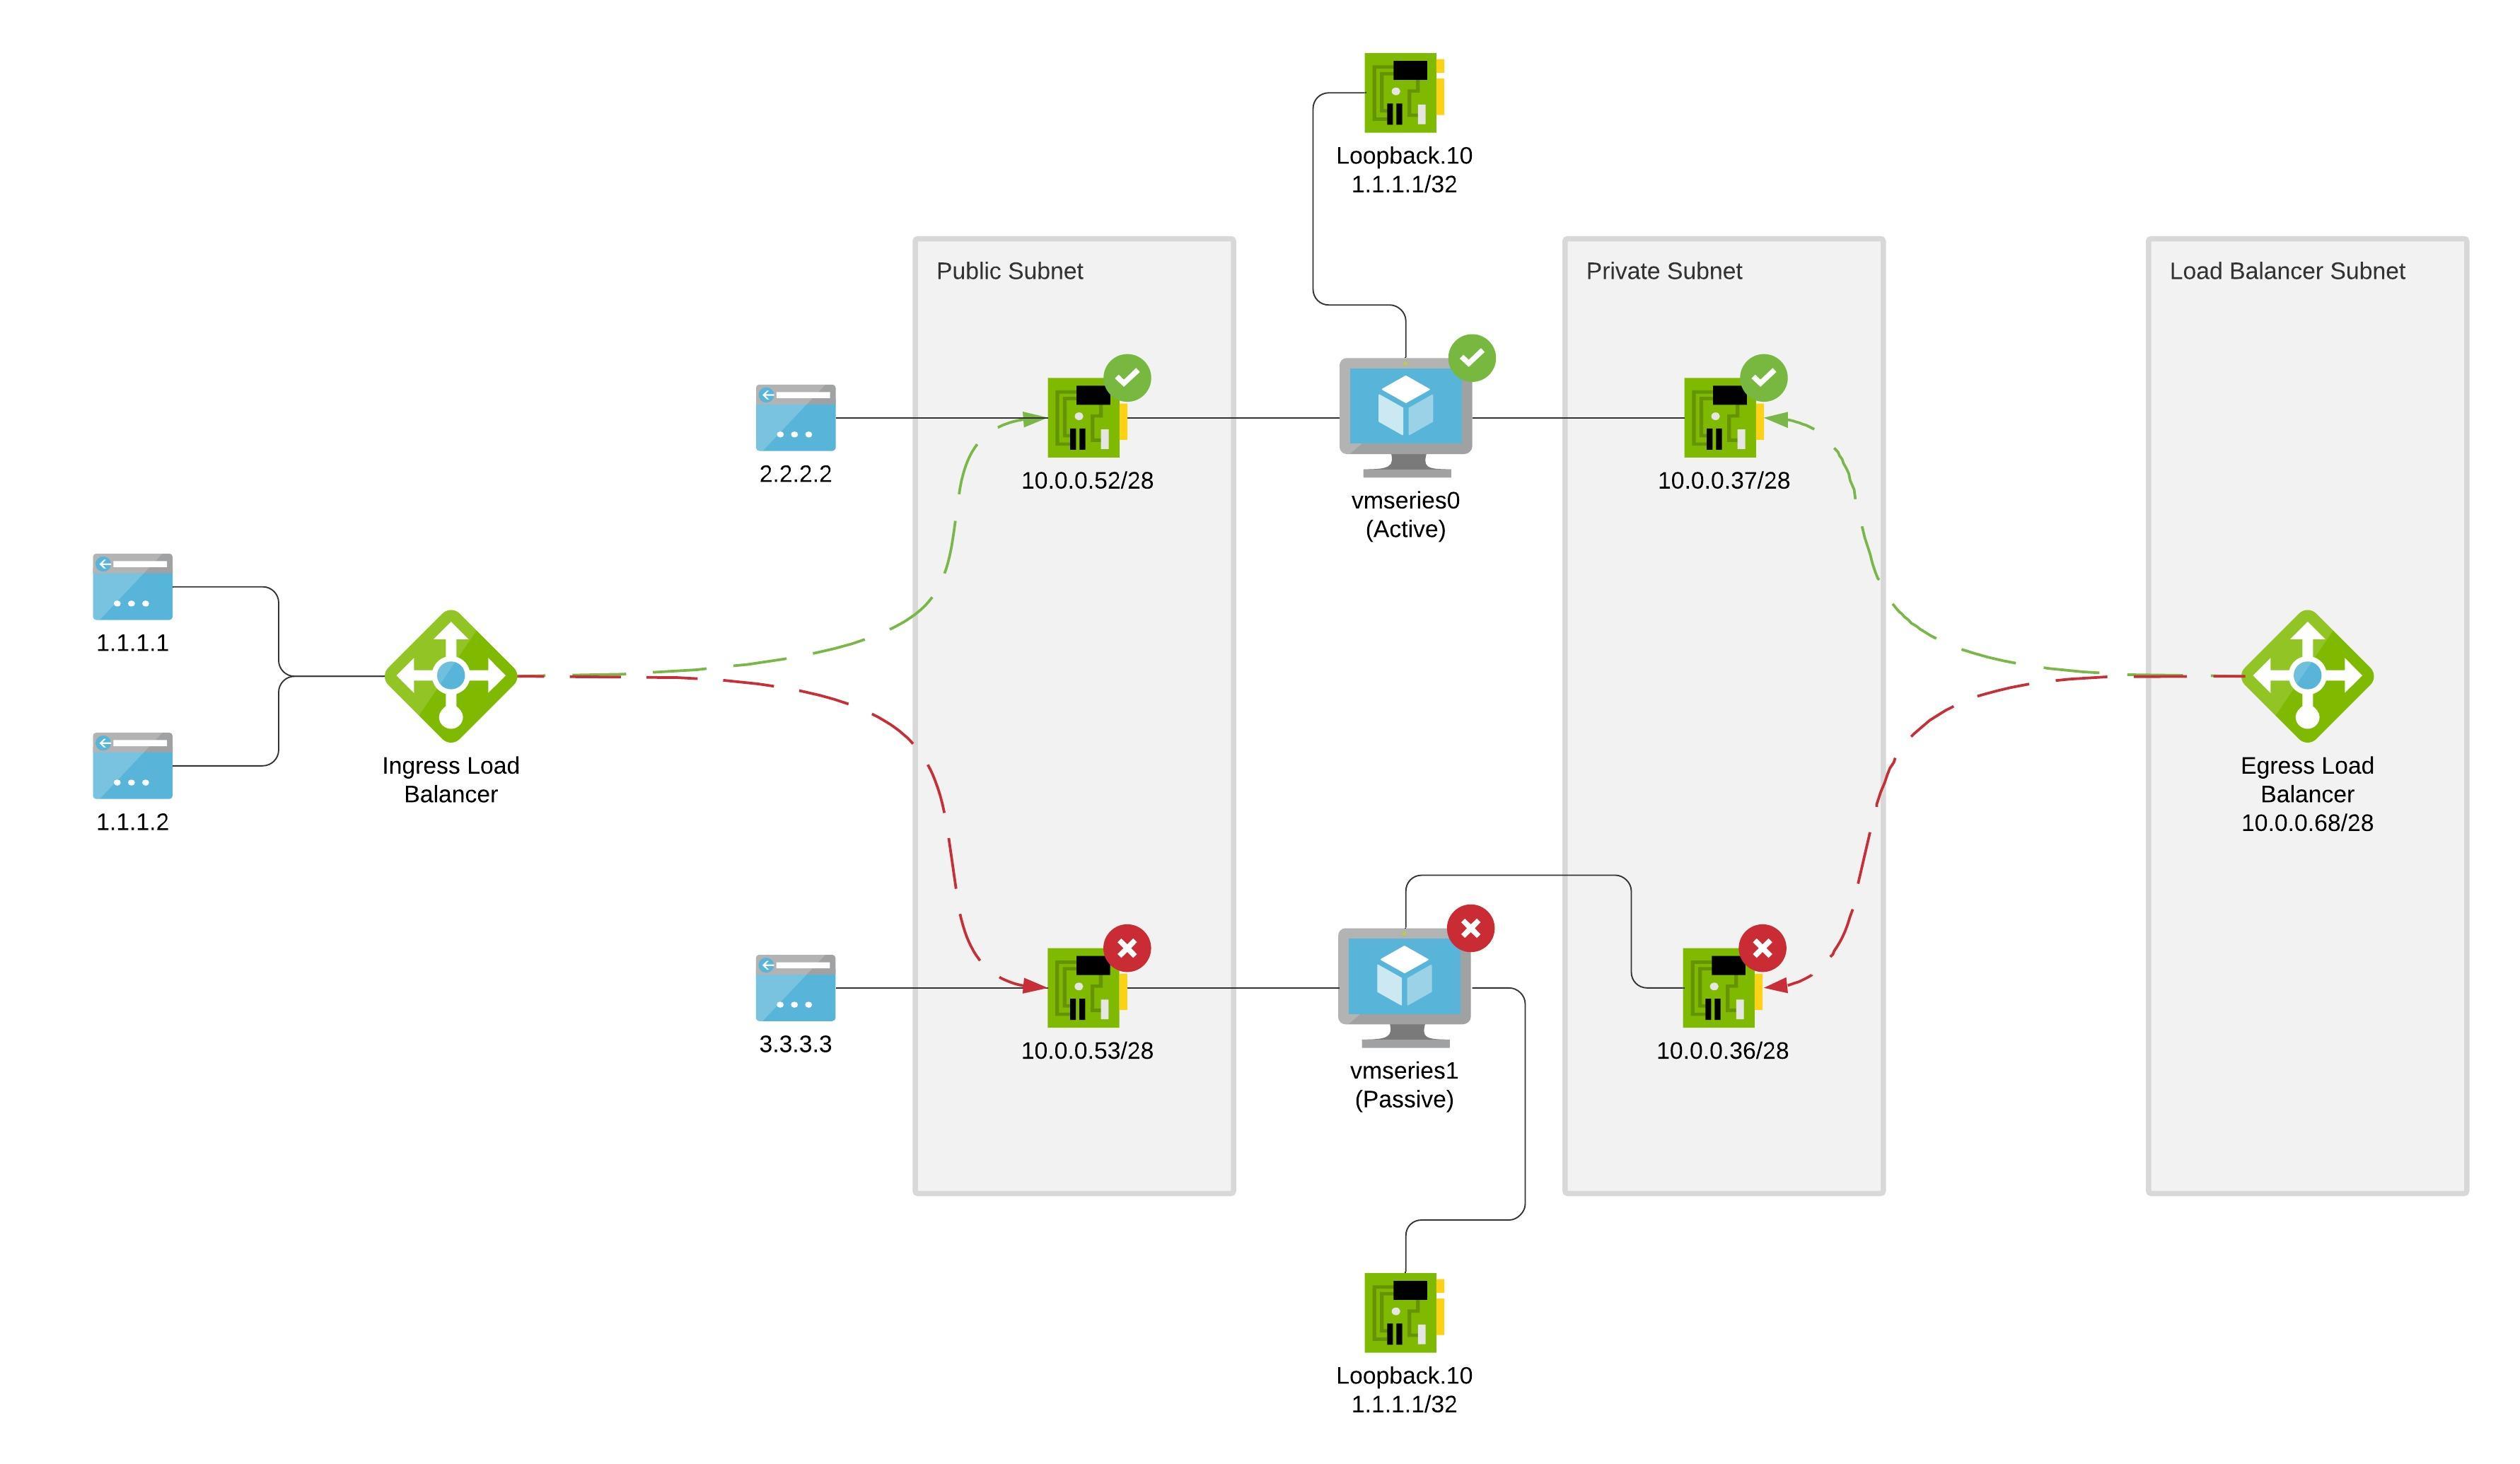 Loopback.10
1.1.1.1/32
Public Subnet
Private Subnet
Load Balancer Subnet
2.2.2.2
10.0.0.52/28
vmseries0
(Active)
10.0.0.37/28
1.1.1.1
1.1.1.2
Ingress Load
Balancer
Egress Load
Balancer
10.0.0.68/28
3.3.3.3
10.0.0.53/28
vmseries1
(Passive)
10.0.0.36/28
Loopback.10
1.1.1.1/32